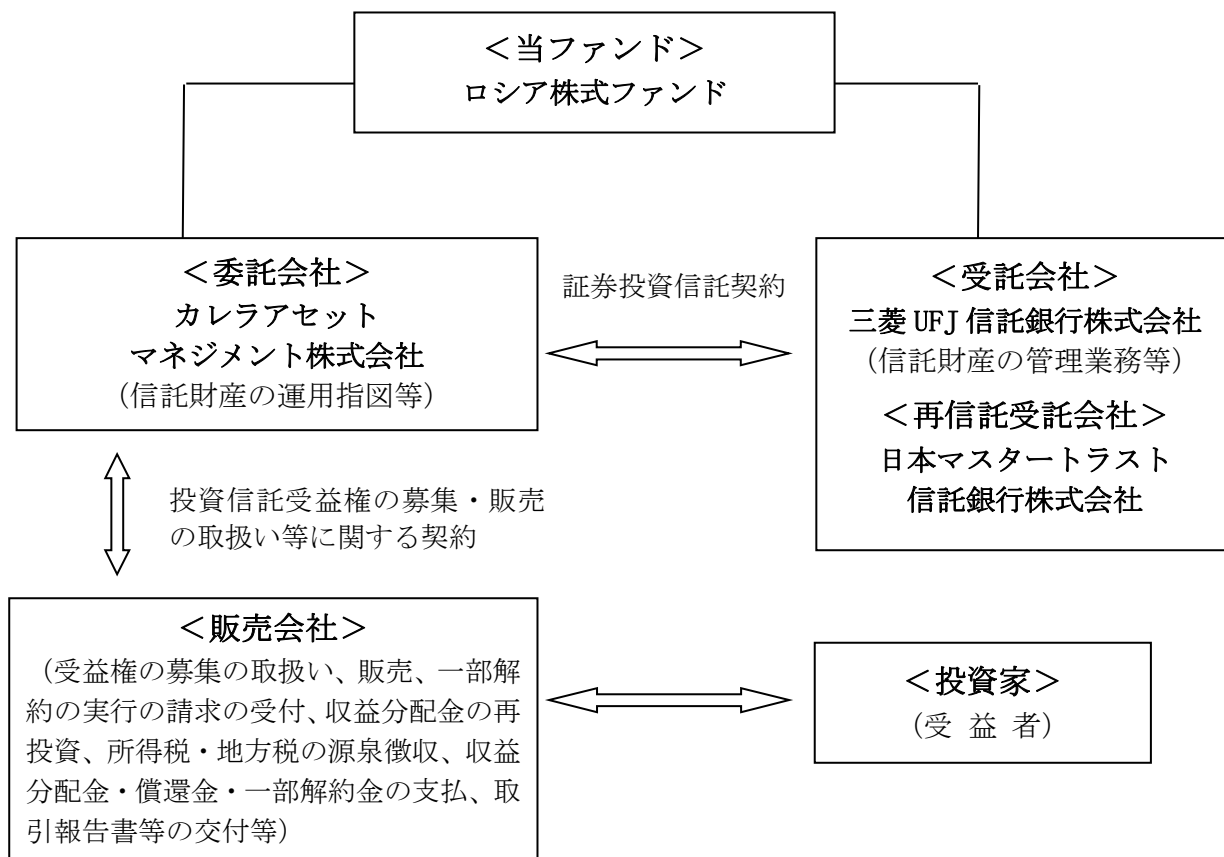 ＜当ファンド＞
ロシア株式ファンド
＜委託会社＞
カレラアセット
マネジメント株式会社
（信託財産の運用指図等）
証券投資信託契約
＜受託会社＞
三菱 UFJ 信託銀行株式会社
（信託財産の管理業務等）
＜再信託受託会社＞
日本マスタートラスト
信託銀行株式会社
投資信託受益権の募集・販売
の取扱い等に関する契約
＜販売会社＞
（受益権の募集の取扱い、販売、一部解
約の実行の請求の受付、収益分配金の再
投資、所得税・地方税の源泉徴収、収益
分配金・償還金・一部解約金の支払、取
引報告書等の交付等）
＜投資家＞
（受 益 者）